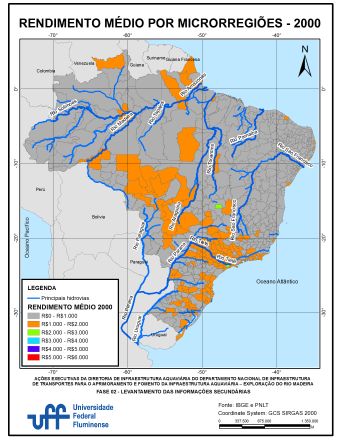 RENDIMENTO MÉDIO POR MICRORREGIÕES - 2000
-70° -60° -50° -40°
Venezuela
Colombia
Guiana
Suriname
Guiana Francesa
Rio Amazonas
Rio Solimões
Rio Madeira
Rio Tapajós
Rio Parnaíba
Rio São Francisco
Peru
Bolívia
Rio Araguaia
Rio São Francisco
Rio Paraguai
Paraguai
Rio Paraná
Rio Tietê
Oceano Pacífico
Oceano Atlântico
Rio Paraná
Rio Uruguai
Uruguai
0°
-10°
-20°
-30°
N
LEGENDA
Principais hidrovias
RENDIMENTO MÉDIO 2000
R$0 - R$1.000
R$1.000 - R$2.000
R$2.000 - R$3.000
R$3.000 - R$4.000
R$4.000 - R$5.000
R$5.000 - R$6.000
AÇÕES EXECUTIVAS DA DIRETORIA DE INFRAESTRUTURA AQUAVIÁRIA DO DEPARTAMENTO NACIONAL DE INFRAESTRUTURA
DE TRANSPORTES PARA O APRIMORAMENTO E FOMENTO DA INFRAESTRUTURA AQUAVIÁRIA – EXPLORAÇÃO DO RIO MADEIRA
FASE 02 - LEVANTAMENTO DAS INFORMAÇÕES SECUNDÁRIAS
uff
Universidade
Federal
Fluminense
Fonte: IBGE e PNLT
Coordinate System: GCS SIRGAS 2000
0 337.500 675.000 1.350.000